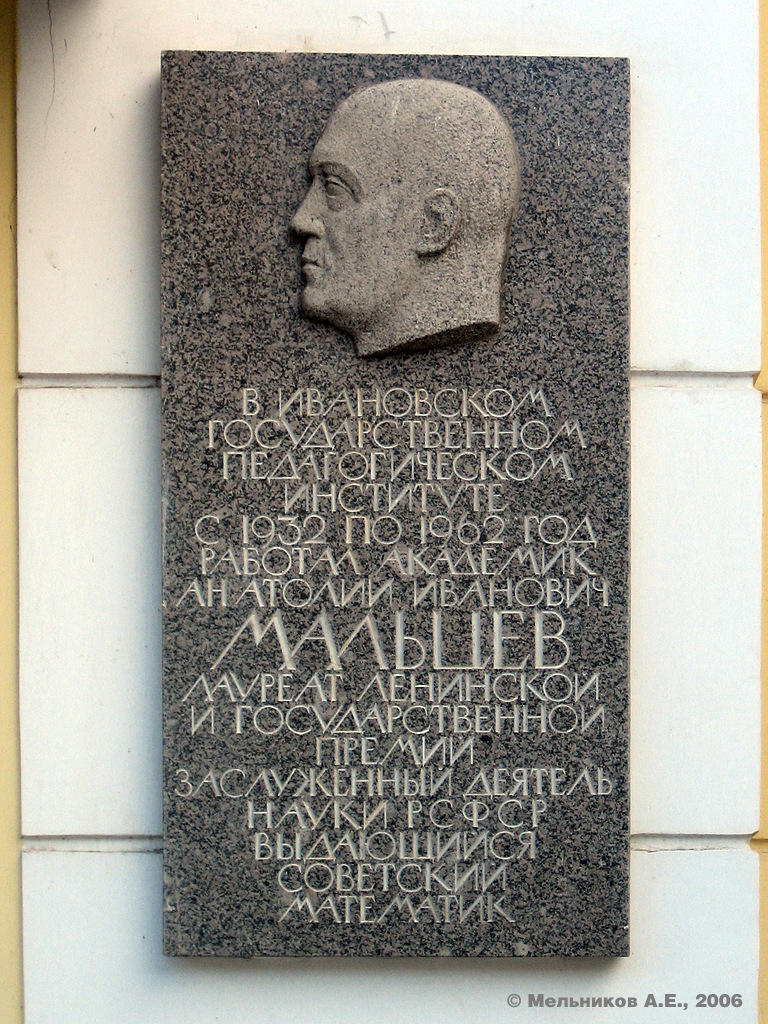 В ИВАНОВСКОМ
ГОСУДАРСТВЕННОМ
ПЕДАГОГИЧЕСКОМ
ИНСТИТУТЕ
С 1932 ПО 1962 ГОД
РАБОТАЛ АКАДЕМИК
АНАТОЛИЙ ИВАНОВИЧ
МАЛЬЦЕВ
ЛАУРЕАТ ЛЕНИНСКОЙ
И ГОСУДАРСТВЕННОЙ
ПРЕМИЙ
ЗАСЛУЖЕННЫЙ ДЕЯТЕЛЬ
НАУКИ РСФСР
ВЫДАЮЩИЙСЯ
СОВЕТСКИЙ
МАТЕМАТИК
© Мельников А.Е., 2006